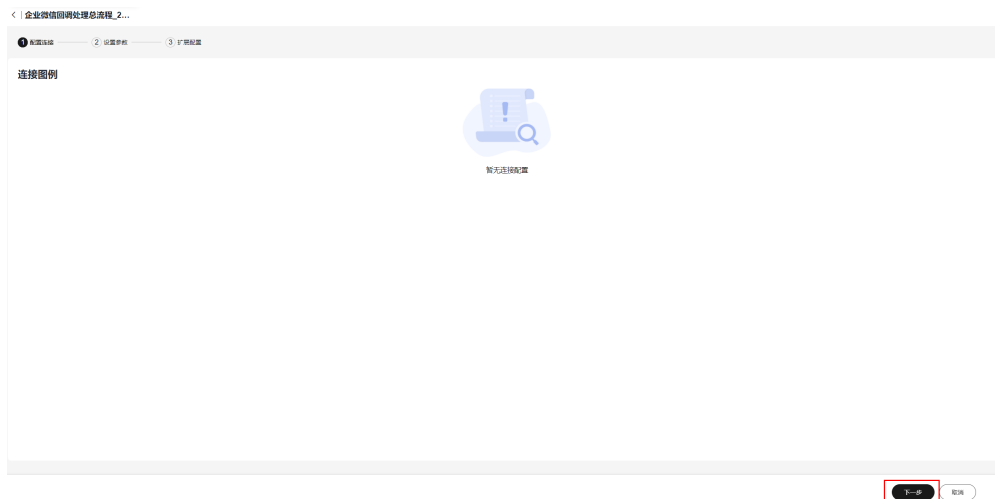 企业微信回调处理总流程_2...
1 配置连接 2 设置参数 3 扩展配置
连接图例
暂无连接配置
下一步 取消